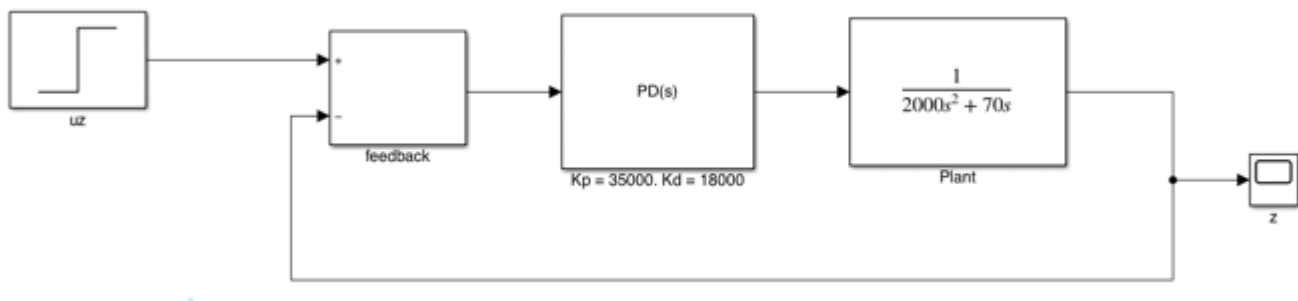 +
−
uz
feedback
PD(s)
Kp = 35000. Kd = 18000
1
2000s² + 70s
Plant
z